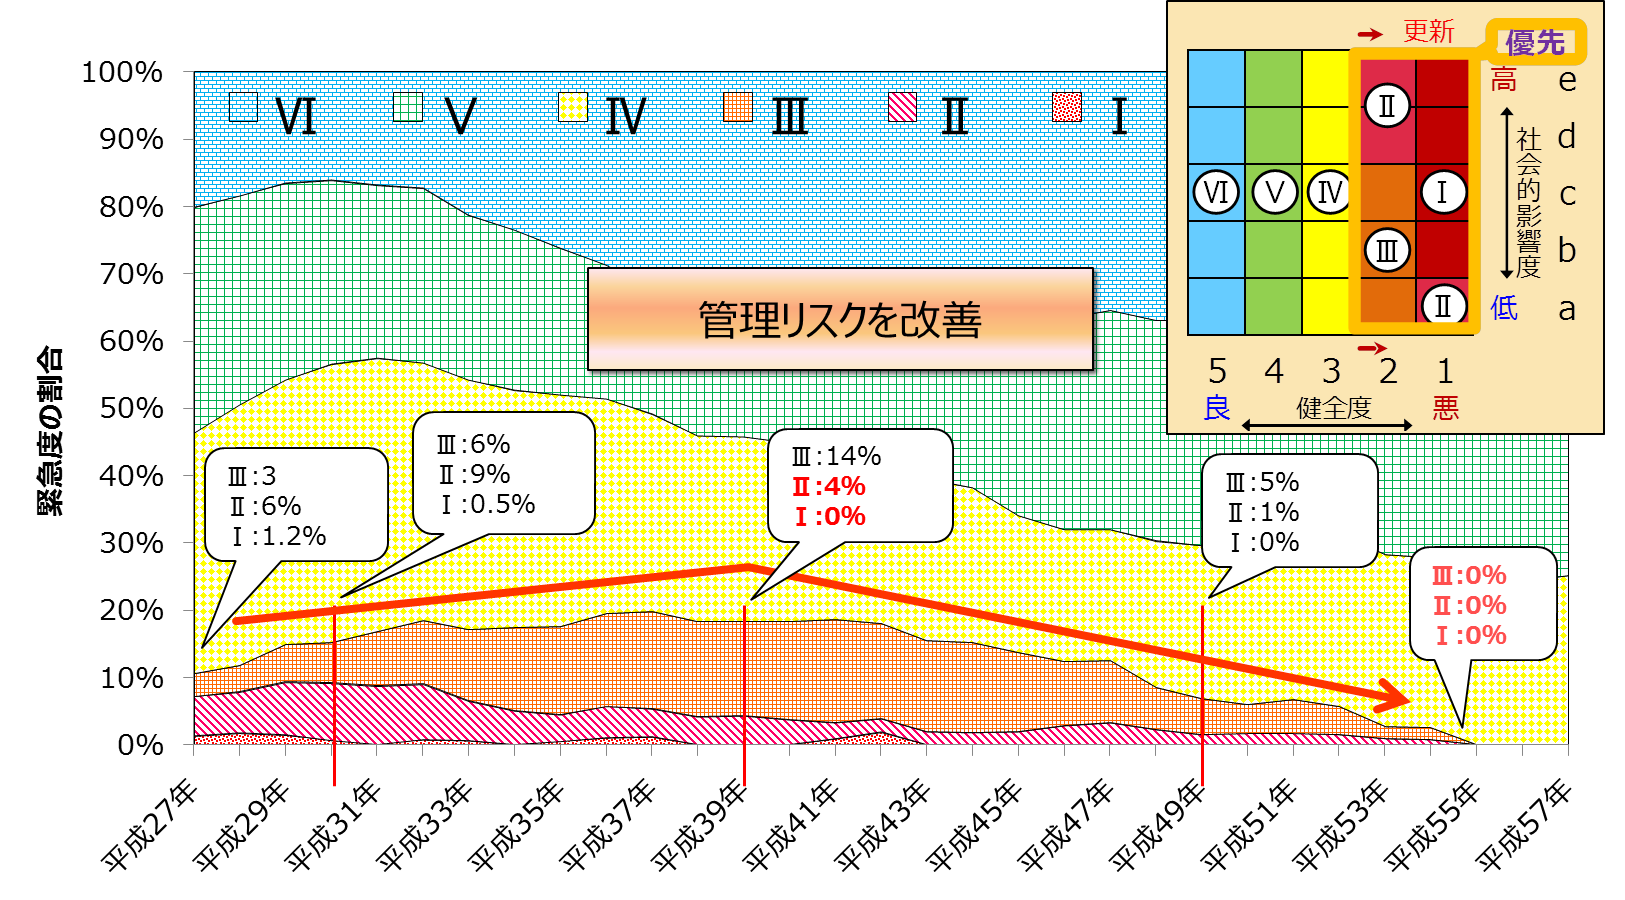 緊急度の割合
100%
90%
80%
70%
60%
50%
40%
30%
20%
10%
0%
Ⅵ
Ⅴ
Ⅳ
Ⅲ
Ⅱ
Ⅰ
管理リスクを改善
Ⅲ:3
Ⅱ:6%
Ⅰ:1.2%
Ⅲ:6%
Ⅱ:9%
Ⅰ:0.5%
Ⅲ:14%
Ⅱ:4%
Ⅰ:0%
Ⅲ:5%
Ⅱ:1%
Ⅰ:0%
Ⅲ:0%
Ⅱ:0%
Ⅰ:0%
平成27年
平成29年
平成31年
平成33年
平成35年
平成37年
平成39年
平成41年
平成43年
平成45年
平成47年
平成49年
平成51年
平成53年
平成55年
平成57年
更新
優先
高
e
d
c
b
a
社会的影響度
低
Ⅱ
Ⅵ
Ⅴ
Ⅳ
Ⅰ
Ⅲ
Ⅱ
5
4
3
2
1
良
健全度
悪